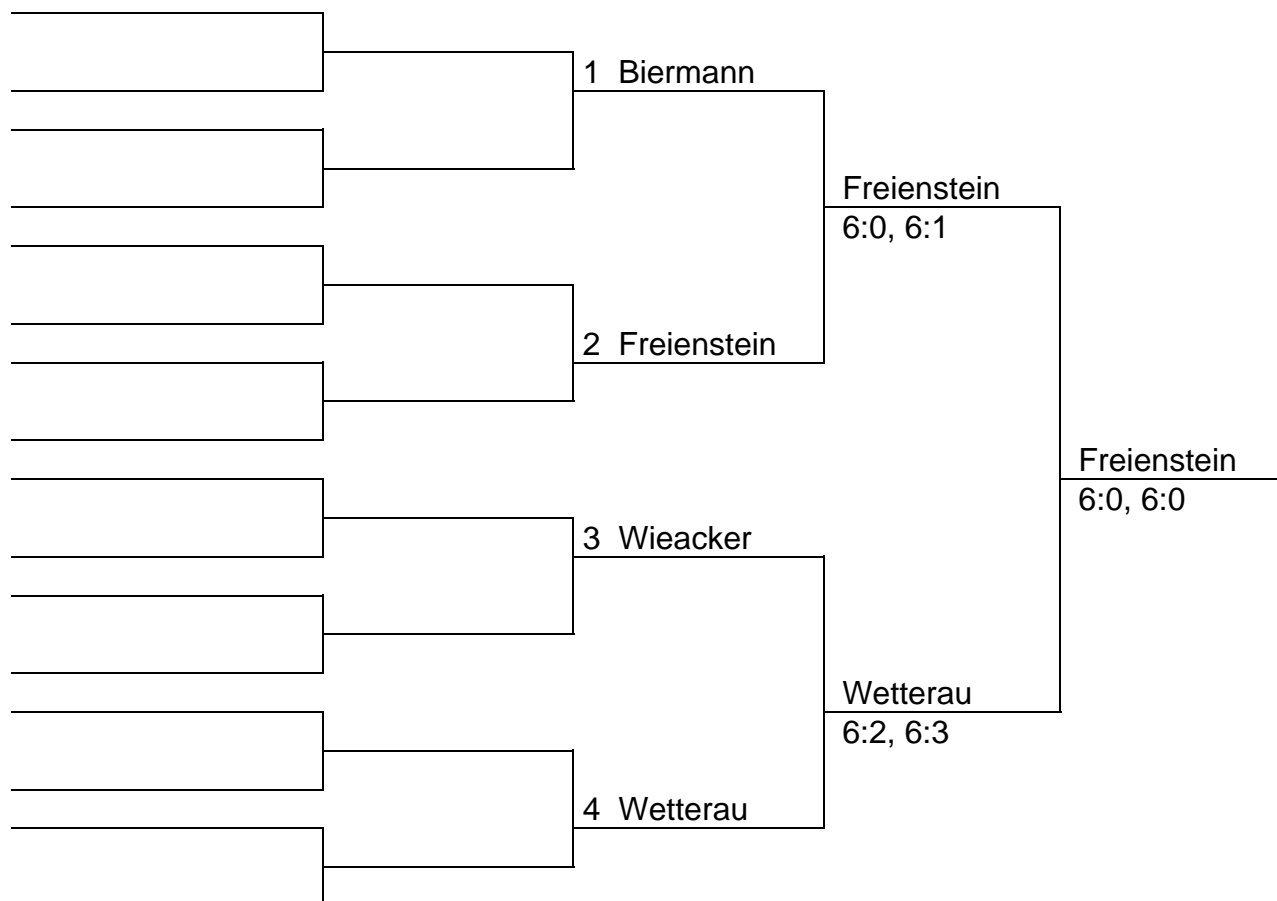 1 Biermann
Freienstein
6:0, 6:1
2 Freienstein
Freienstein
6:0, 6:0
3 Wieacker
Wetterau
6:2, 6:3
4 Wetterau